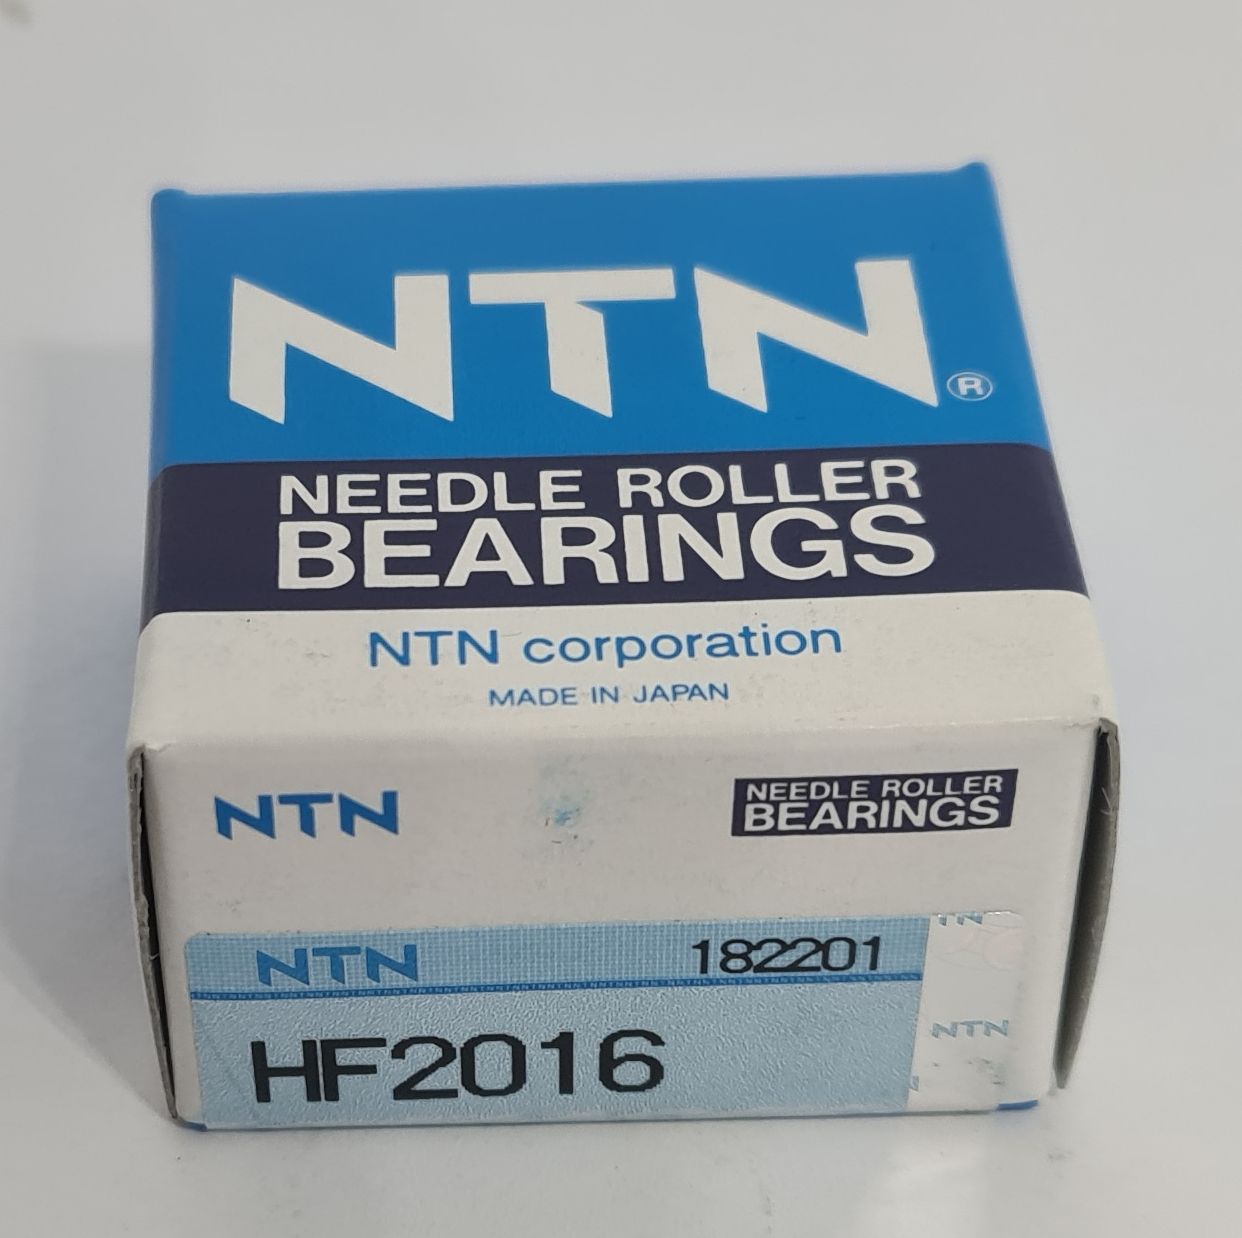 NTN®
NEEDLE ROLLER
BEARINGS
NTN corporation
MADE IN JAPAN
NTN
NEEDLE ROLLER
BEARINGS
NTN
182201
HF2016
NTN